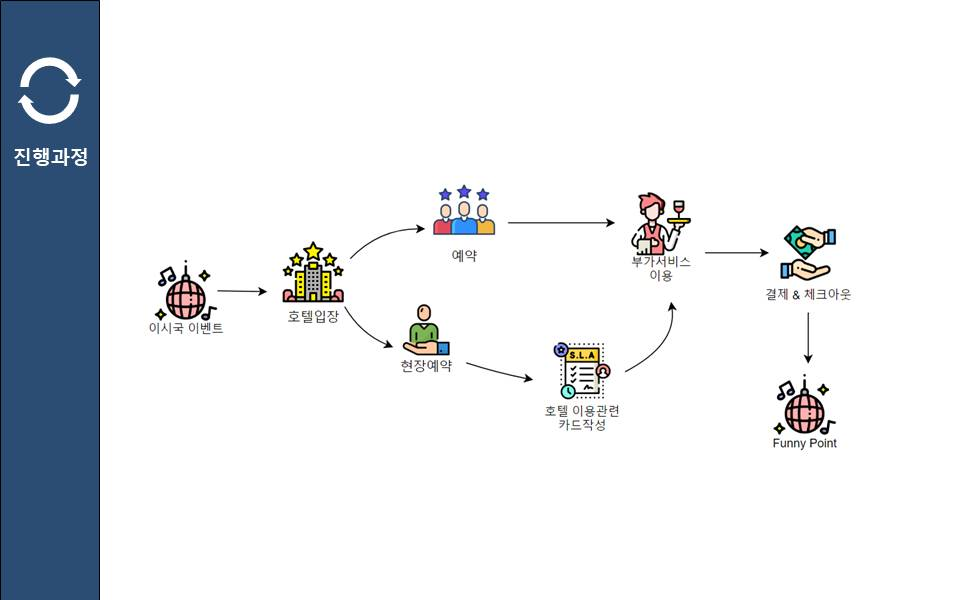 진행과정
이시국 이벤트
호텔입장
예약
현장예약
S.L.A
호텔 이용관련
카드작성
부가서비스
이용
결제 & 체크아웃
Funny Point